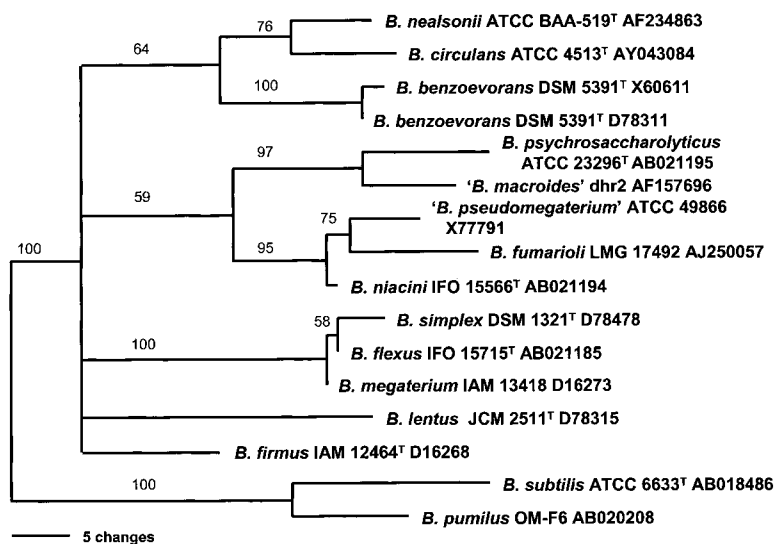 76
B. nealsonii ATCC BAA-519ᵀ AF234863
64
B. circulans ATCC 4513ᵀ AY043084
100
B. benzoevorans DSM 5391ᵀ X60611
B. benzoevorans DSM 5391ᵀ D78311
97
B. psychrosaccharolyticus
ATCC 23296ᵀ AB021195
'B. macroides' dhr2 AF157696
59
75
'B. pseudomegaterium' ATCC 49866
X77791
100
95
B. fumarioli LMG 17492 AJ250057
B. niacini IFO 15566ᵀ AB021194
58
B. simplex DSM 1321ᵀ D78478
100
B. flexus IFO 15715ᵀ AB021185
B. megaterium IAM 13418 D16273
B. lentus JCM 2511ᵀ D78315
B. firmus IAM 12464ᵀ D16268
100
B. subtilis ATCC 6633ᵀ AB018486
B. pumilus OM-F6 AB020208
5 changes